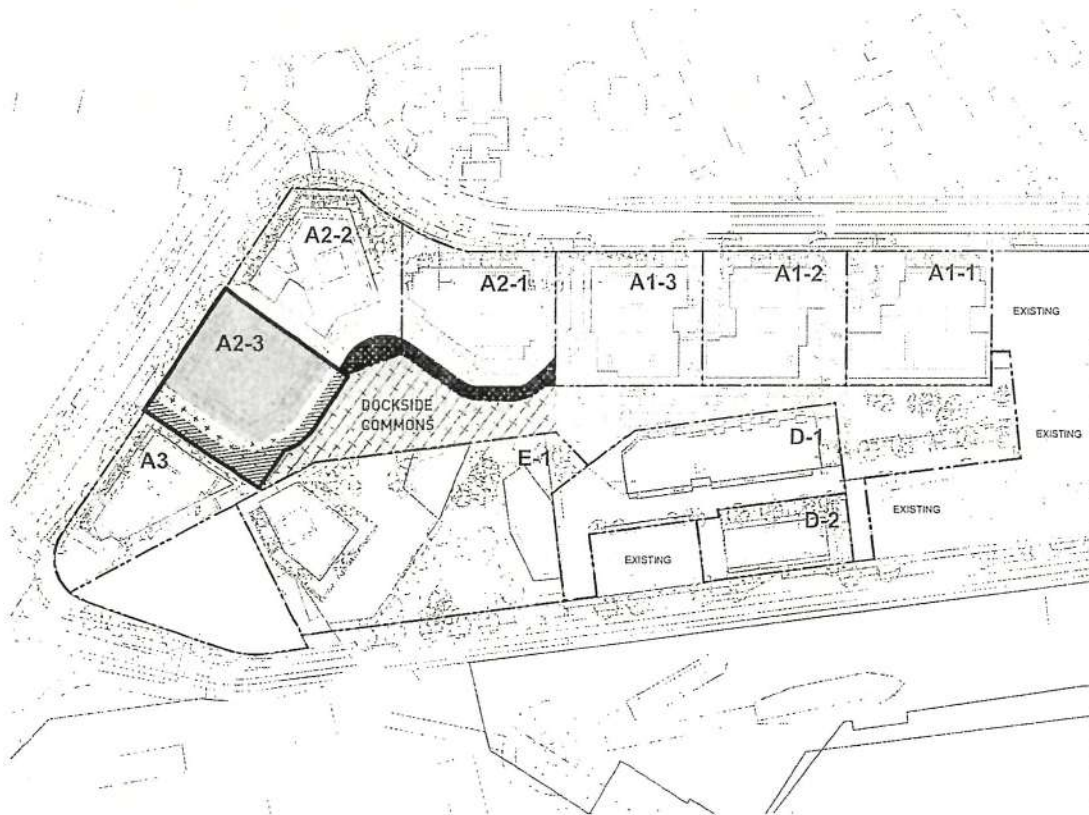 A2-2
A2-1
A1-3
A1-2
A1-1
EXISTING
A2-3
DOCKSIDE
COMMONS
EXISTING
A3
E-1
D-1
EXISTING
D-2
EXISTING